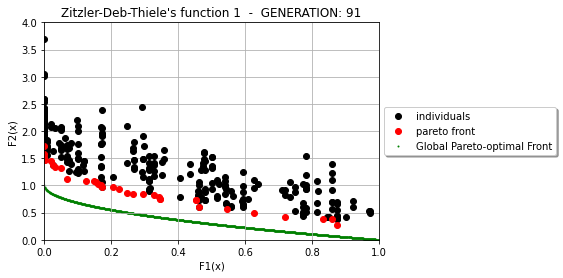 Zitzler-Deb-Thiele's function 1 - GENERATION: 91
4.0
3.5
3.0
2.5
2.0
1.5
1.0
0.5
0.0
F2(x)
0.0 0.2 0.4 0.6 0.8 1.0
F1(x)
individuals
pareto front
Global Pareto-optimal Front